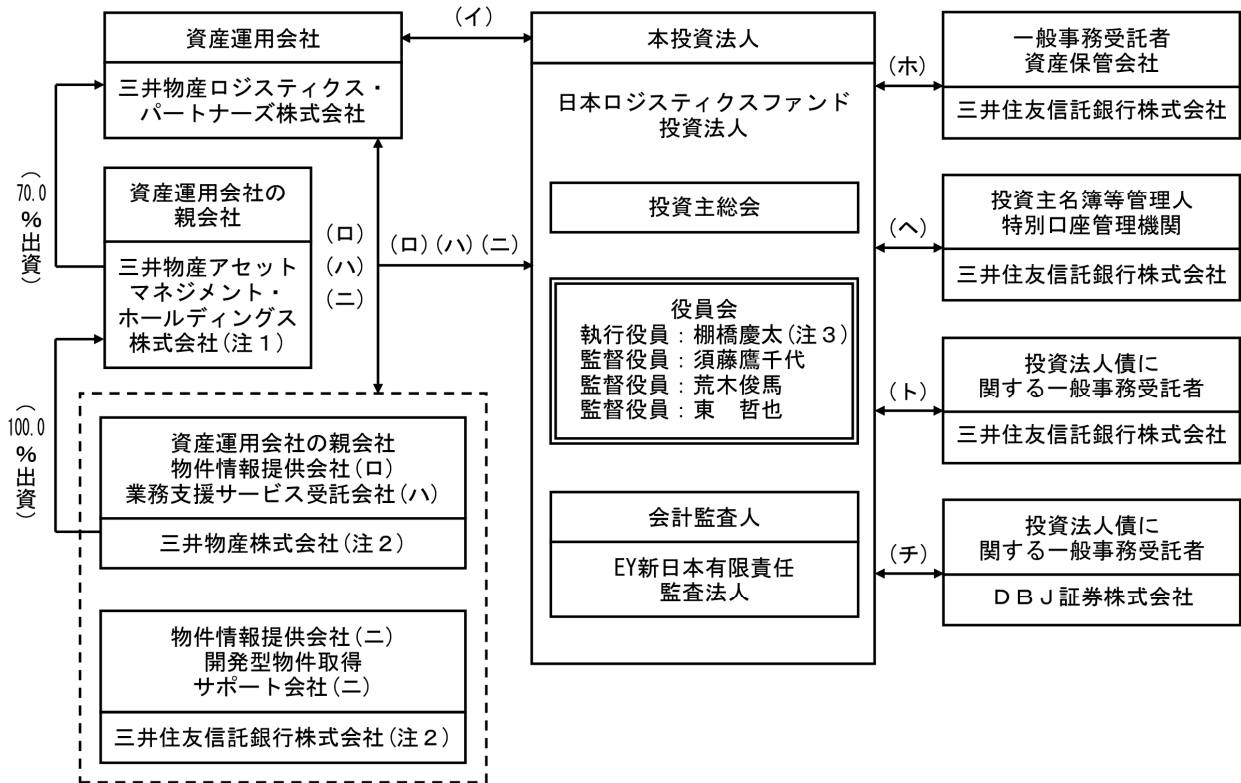 資産運用会社
三井物産ロジスティクス・
パートナーズ株式会社
(イ)
(70.0%出資)
資産運用会社の
親会社
三井物産アセット
マネジメント・
ホールディングス
株式会社(注1)
(ロ)
(ハ)
(ニ)
(ロ)(ハ)(ニ)
(100.0%出資)
資産運用会社の親会社
物件情報提供会社(ロ)
業務支援サービス受託会社(ハ)
三井物産株式会社(注2)
物件情報提供会社(ニ)
開発型物件取得
サポート会社(ニ)
三井住友信託銀行株式会社(注2)
本投資法人
日本ロジスティクスファンド
投資法人
投資主総会
役員会
執行役員:棚橋慶太(注3)
監督役員:須藤鷹千代
監督役員:荒木俊馬
監督役員:東 哲也
会計監査人
EY新日本有限責任
監査法人
(ホ)
一般事務受託者
資産保管会社
三井住友信託銀行株式会社
(ヘ)
投資主名簿等管理人
特別口座管理機関
三井住友信託銀行株式会社
(ト)
投資法人債に
関する一般事務受託者
三井住友信託銀行株式会社
(チ)
投資法人債に
関する一般事務受託者
DBJ証券株式会社